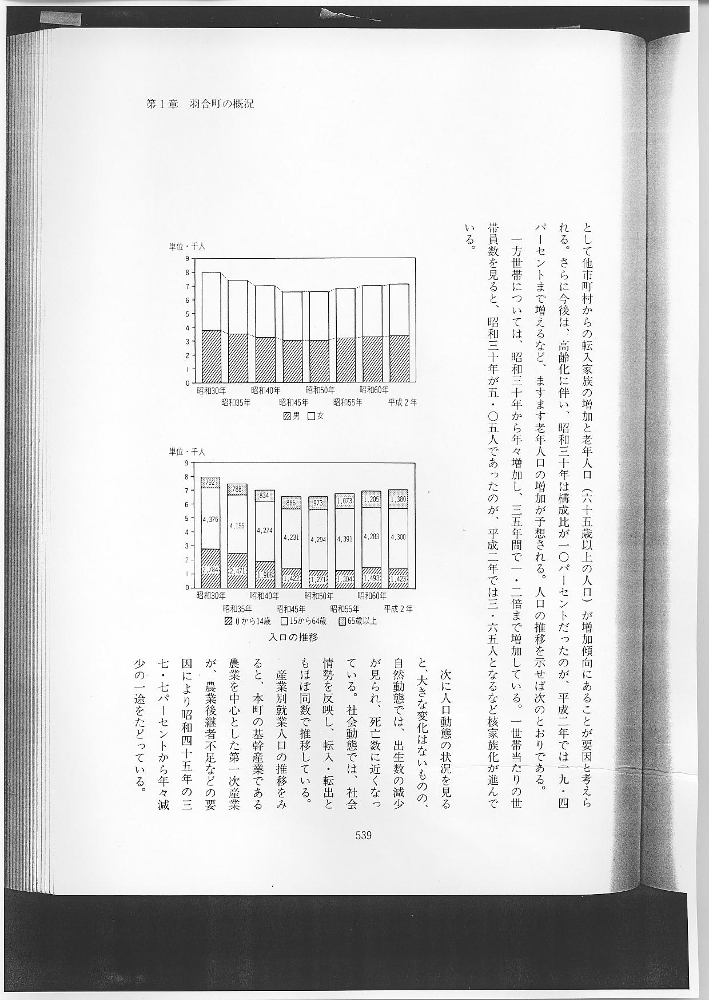 第１章　羽合町の概況
として他市町村からの転入家族の増加と老年人口（六十五歳以上の人口）が増加傾向にあることが要因と考えら
れる。さらに今後は、高齢化に伴い、昭和三十年は構成比が一〇パーセントだったのが、平成二年では一九・四
パーセントまで増えるなど、ますます老年人口の増加が予想される。人口の推移を示せば次のとおりである。
一方世帯については、昭和三十年から年々増加し、三五年間で一・二倍まで増加している。一世帯当たりの世
帯員数を見ると、昭和三十年が五・〇五人であったのが、平成二年では三・六五人となるなど核家族化が進んで
いる。
単位・千人
9
8
7
6
5
4
3
2
1
0
昭和30年
昭和35年
昭和40年
昭和45年
昭和50年
昭和55年
昭和60年
平成２年
男 女
単位・千人
9
8
7
6
5
4
3
2
1
0
792 788 834 886 973 1,073 1,205 1,380
4,376 4,155 4,274 4,231 4,294 4,391 4,283 4,300
2,784 2,471 1,908 1,422 1,271 1,304 1,493 1,423
昭和30年
昭和35年
昭和40年
昭和45年
昭和50年
昭和55年
昭和60年
平成２年
０から14歳 15から64歳 65歳以上
人口の推移
次に人口動態の状況を見る
と、大きな変化はないものの、
自然動態では、出生数の減少
が見られ、死亡数に近くなっ
ている。社会動態では、社会
情勢を反映し、転入・転出と
もほぼ同数で推移している。
産業別就業人口の推移をみ
ると、本町の基幹産業である
農業を中心とした第一次産業
が、農業後継者不足などの要
因により昭和四十五年の三
七・七パーセントから年々減
少の一途をたどっている。
539